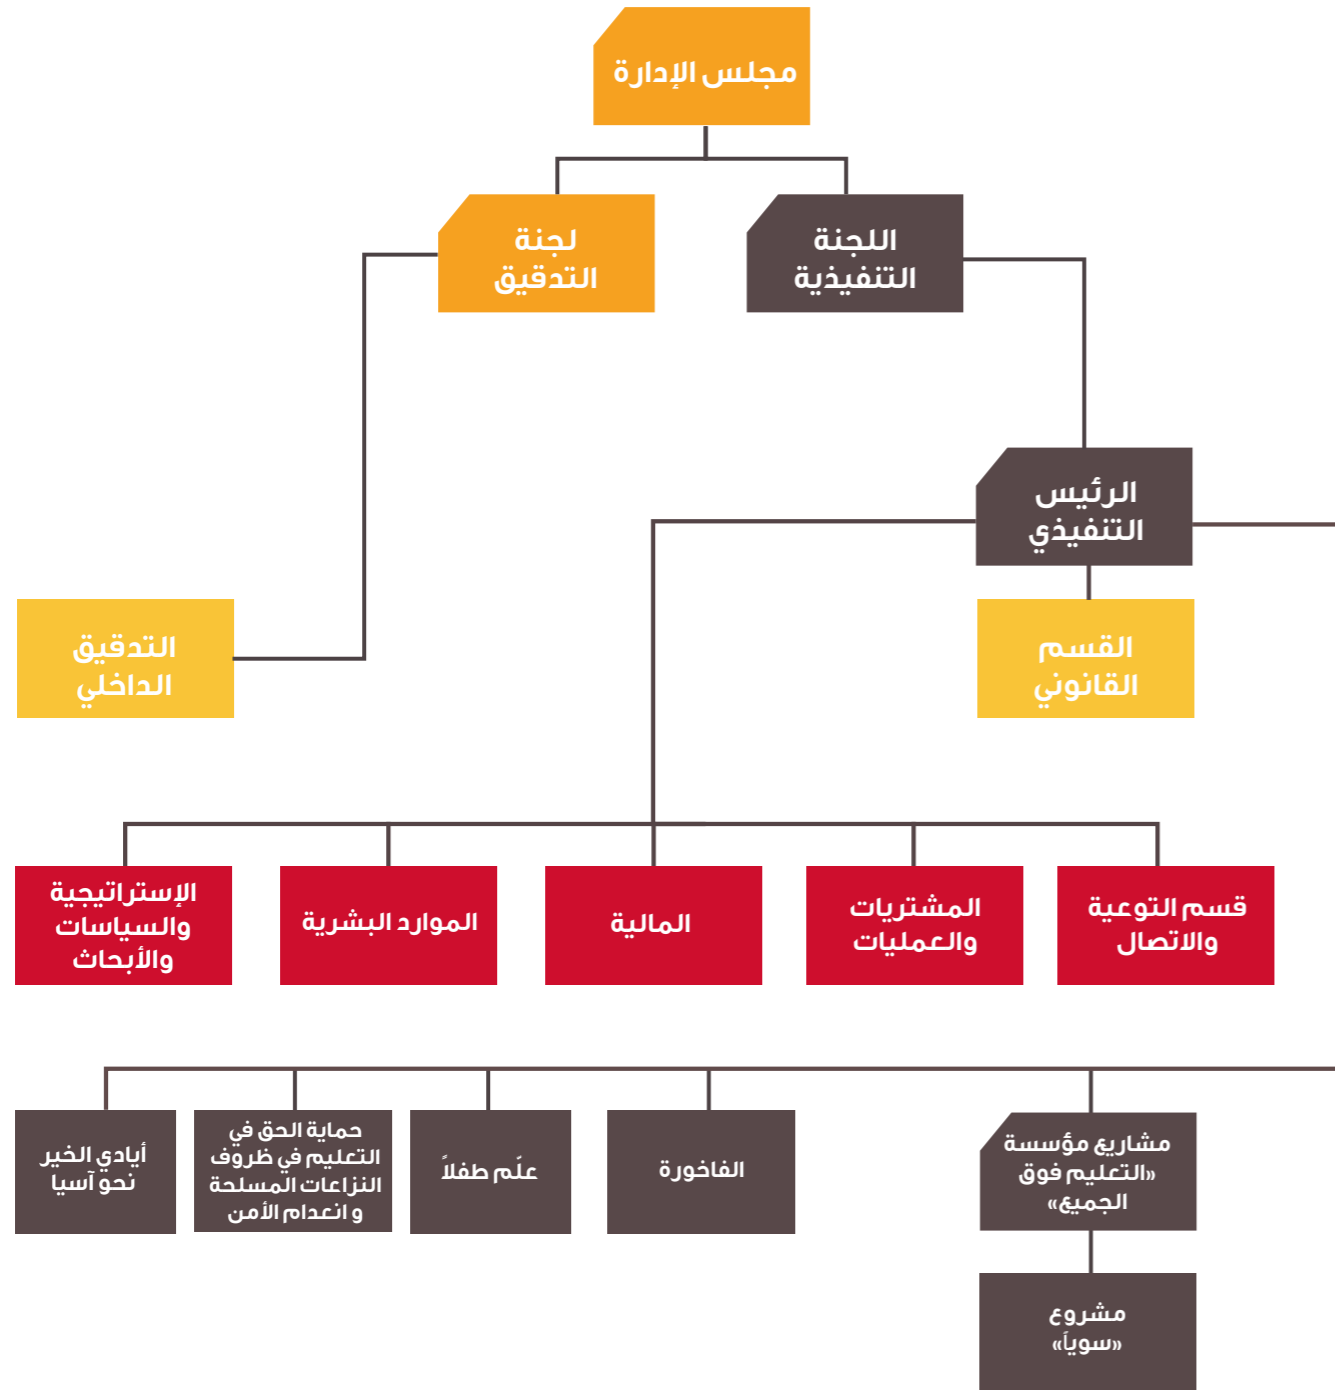 مجلس الإدارة
اللجنة
التنفيذية
لجنة
التدقيق
الرئيس
التنفيذي
القسم
القانوني
التدقيق
الداخلي
قسم التوعية
والاتصال
المشتريات
والعمليات
المالية
الموارد البشرية
الإستراتيجية
والسياسات
والأبحاث
مشاريع مؤسسة
«التعليم فوق
الجميع»
الفاخورة
علّم طفلاً
حماية الحق في
التعليم في ظروف
النزاعات المسلحة
و انعدام الأمن
أيادي الخير
نحو آسيا
مشروع
«سوياً»